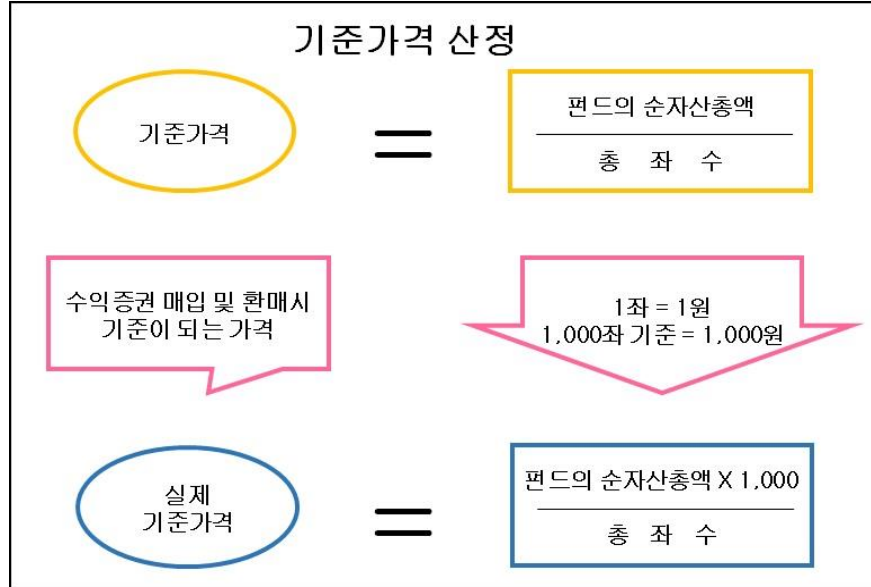 기준가격 산정
기준가격
=
펀드의 순자산총액
총 좌 수
수익증권 매입 및 환매시
기준이 되는 가격
1좌 = 1원
1,000좌 기준 = 1,000원
실제
기준가격
=
펀드의 순자산총액 X 1,000
총 좌 수